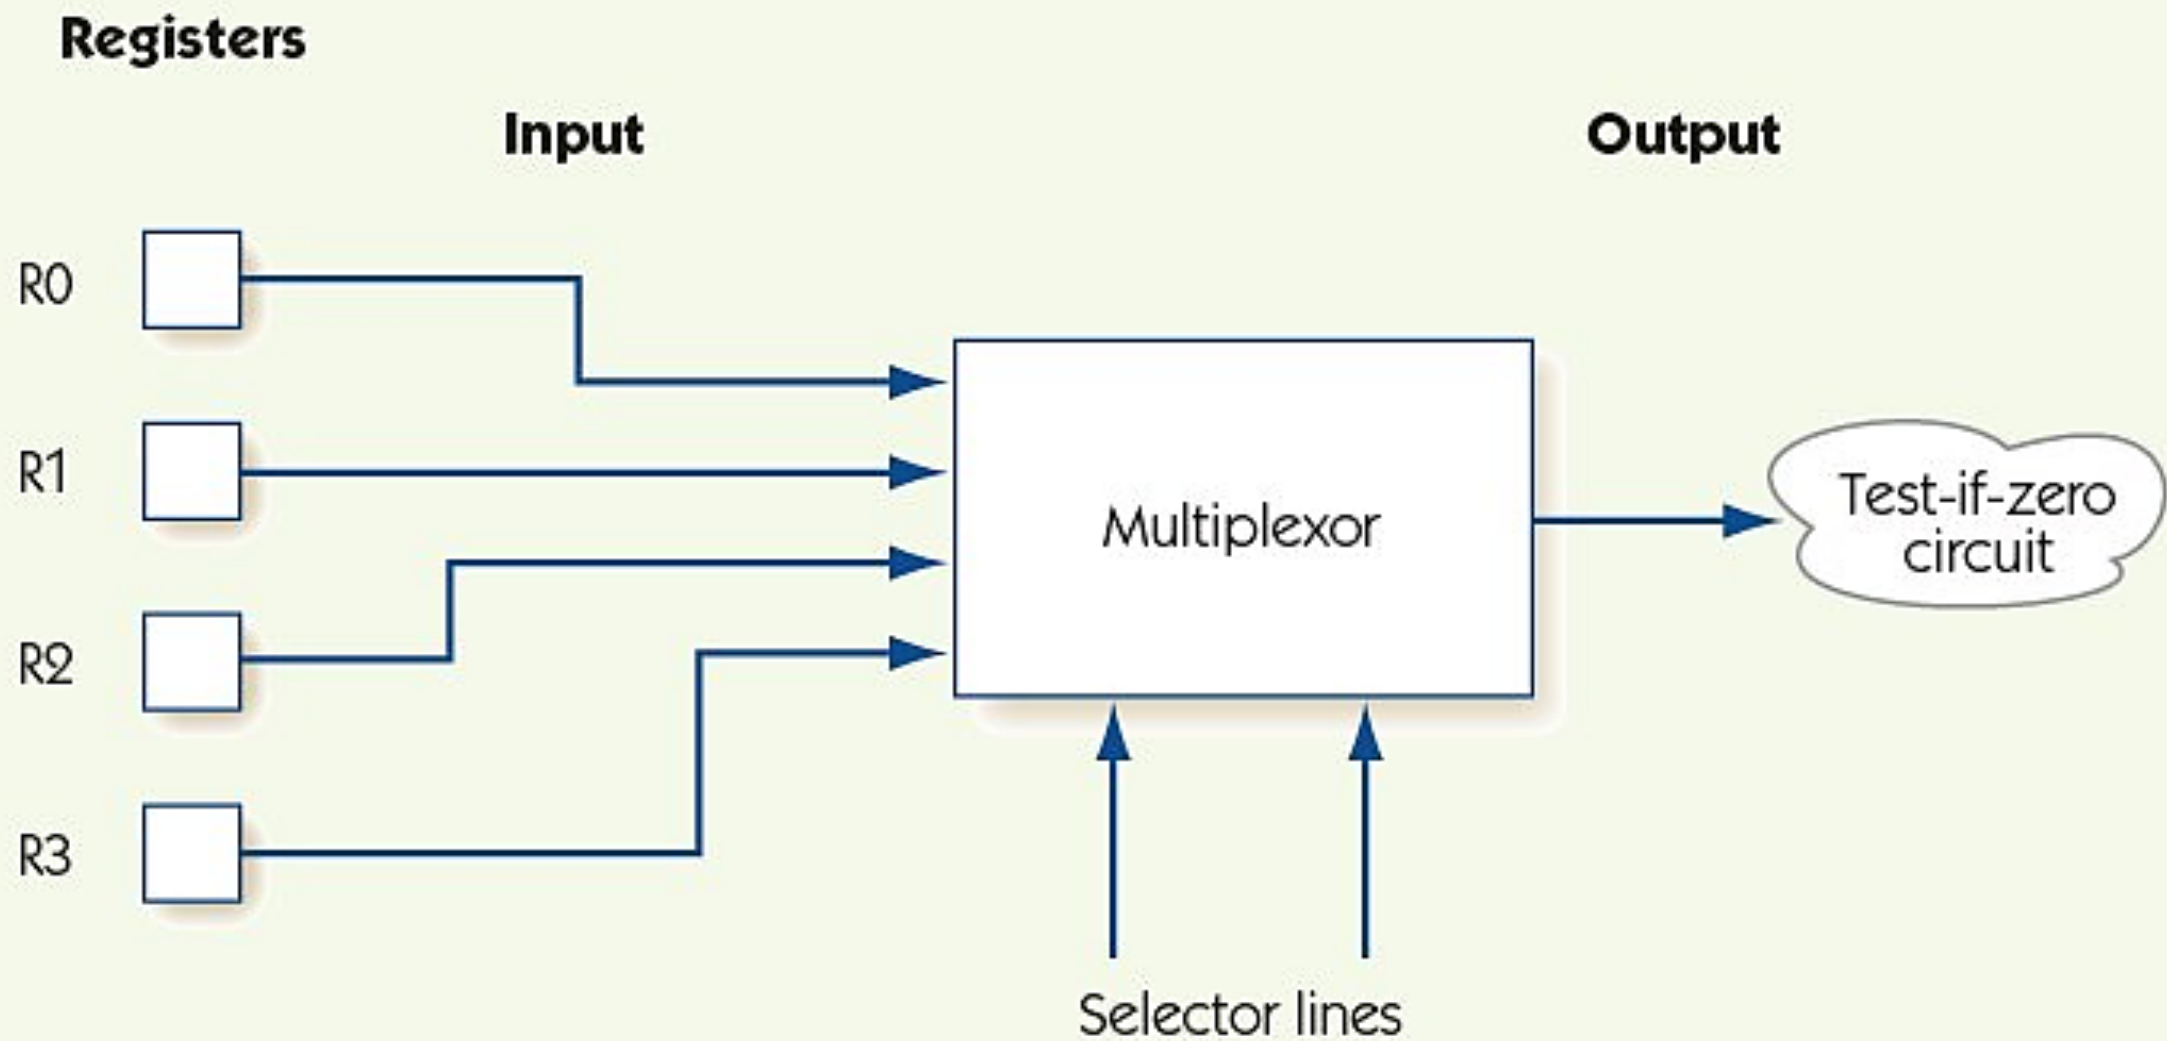 Registers
Input
Output
R0
R1
R2
R3
Multiplexor
Test-if-zero
circuit
Selector lines